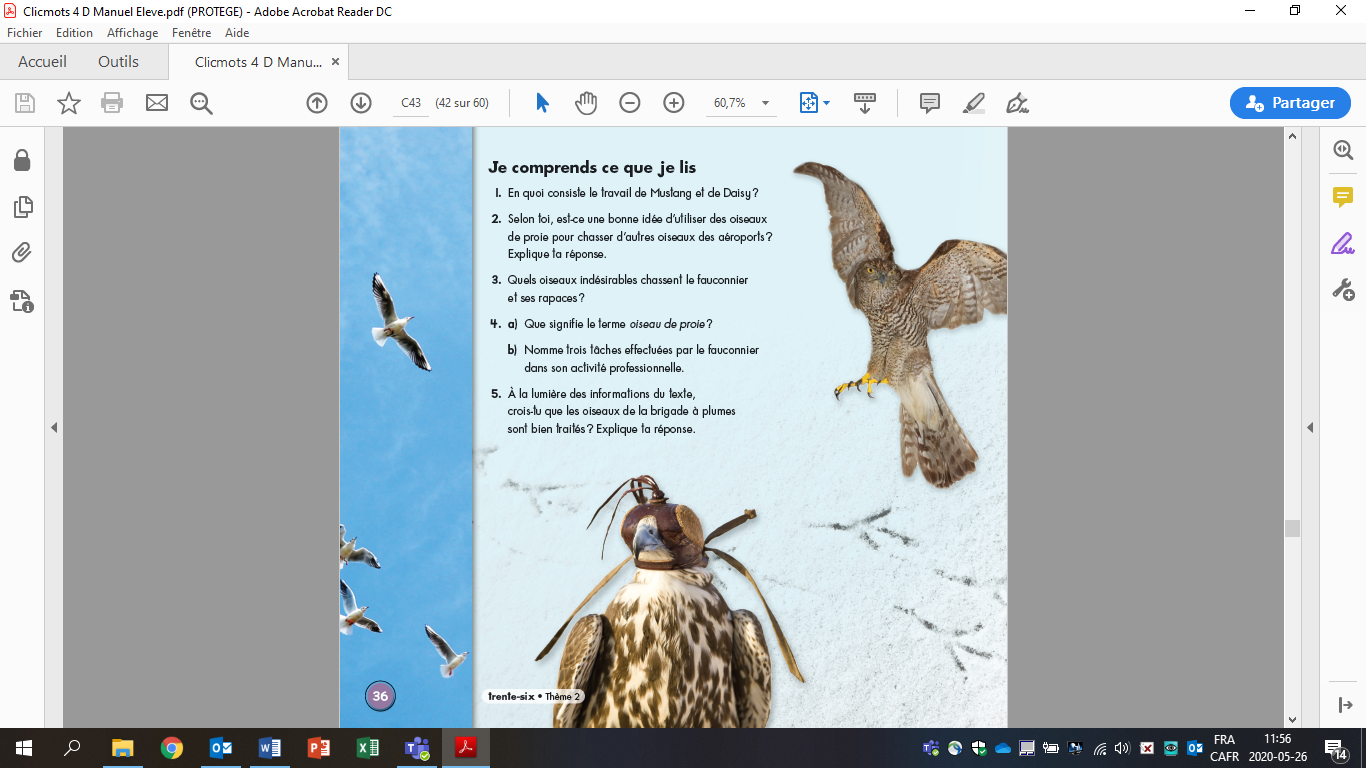 Clicmots 4 D Manuel Eleve.pdf (PROTEGE) - Adobe Acrobat Reader DC
Fichier Edition Affichage Fenêtre Aide
Accueil Outils Clicmots 4 D Manu... ×
C43 (42 sur 60) 60,7% Partager
Je comprends ce que je lis
1. En quoi consiste le travail de Mustang et de Daisy ?
2. Selon toi, est-ce une bonne idée d'utiliser des oiseaux
de proie pour chasser d'autres oiseaux des aéroports ?
Explique ta réponse.
3. Quels oiseaux indésirables chassent le fauconnier
et ses rapaces ?
4. a) Que signifie le terme oiseau de proie ?
b) Nomme trois tâches effectuées par le fauconnier
dans son activité professionnelle.
5. À la lumière des informations du texte,
crois-tu que les oiseaux de la brigade à plumes
sont bien traités ? Explique ta réponse.
36 trente-six • Thème 2
FRA 11:56
CAFR 2020-05-26
14